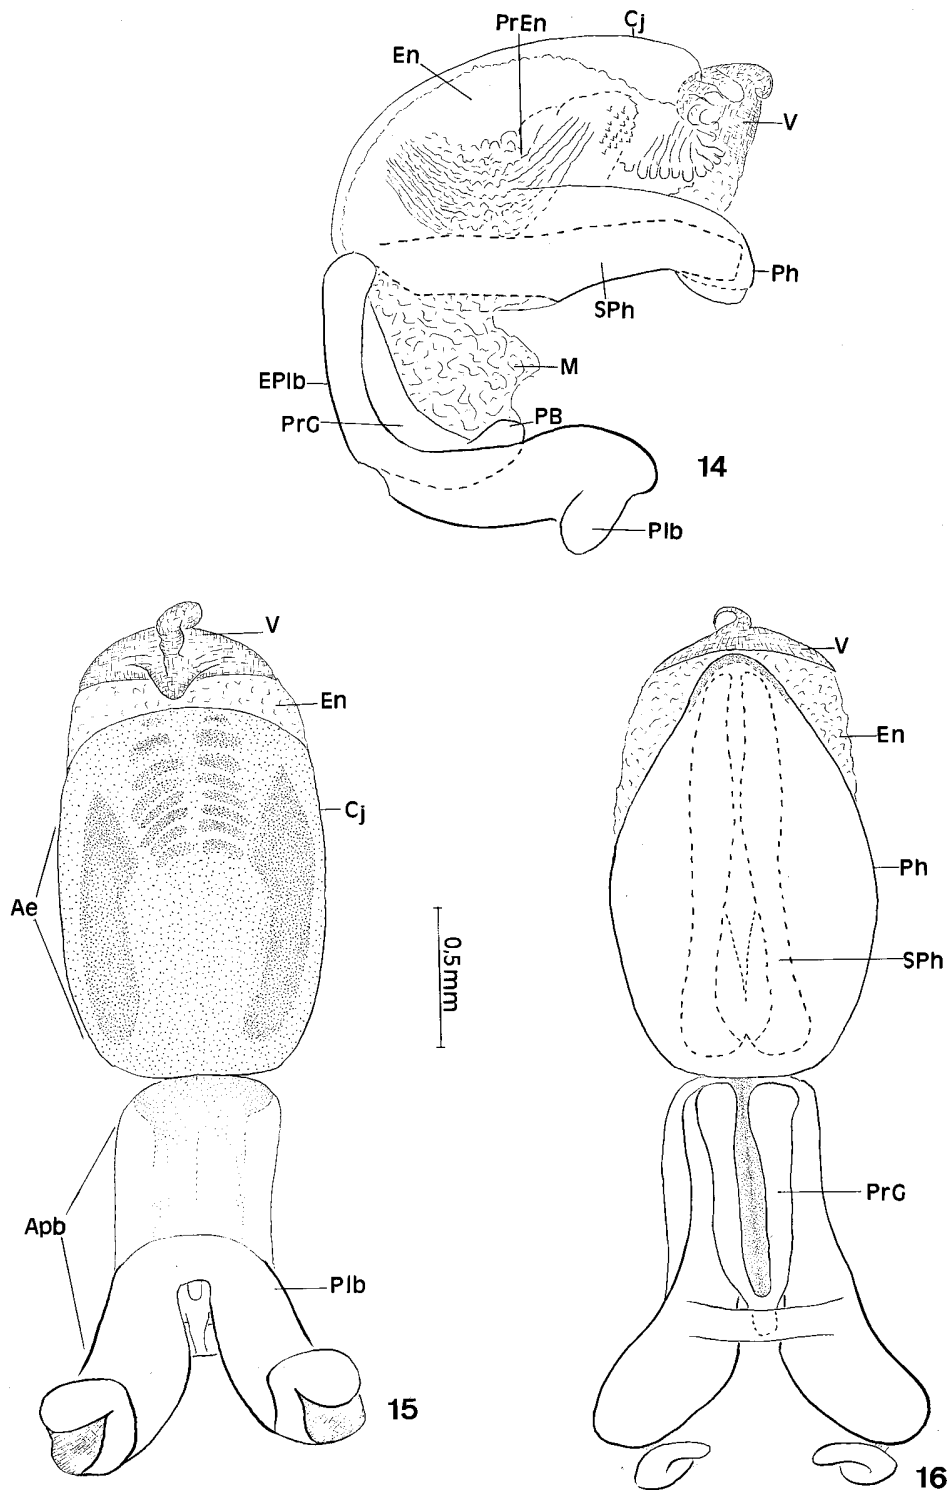 PrEn
Cj
En
V
Ph
SPh
M
EPlb
PrG
PB
14
Plb
V
En
Cj
Ae
0,5mm
Apb
Plb
15
V
En
Ph
SPh
PrG
16